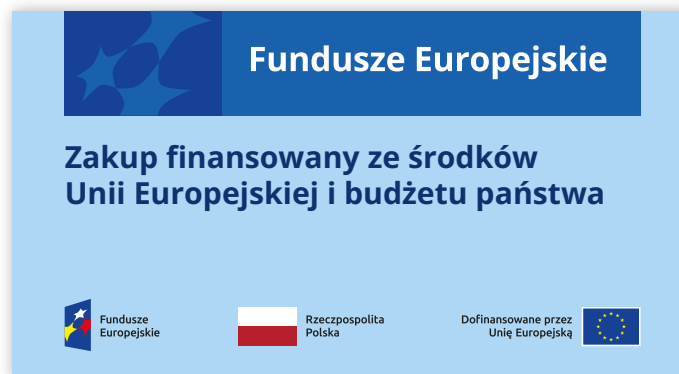 Fundusze Europejskie
Zakup finansowany ze środków
Unii Europejskiej i budżetu państwa
Fundusze
Europejskie
Rzeczpospolita
Polska
Dofinansowane przez
Unię Europejską